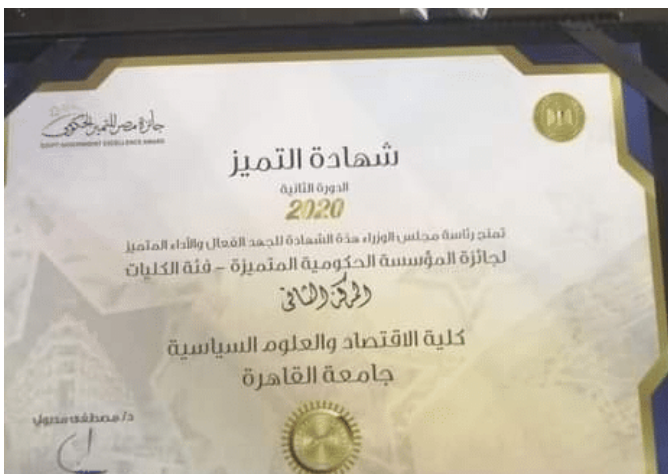 جائزة مصر للتميز الحكومي
EGYPT GOVERNMENT EXCELLENCE AWARD
شهادة التميز
الدورة الثانية
2020
تمنح رئاسة مجلس الوزراء هذة الشهادة للجهد الفعال والأداء المتميز
لجائزة المؤسسة الحكومية المتميزة - فئة الكليات
المركز الثاني
كلية الاقتصاد والعلوم السياسية
جامعة القاهرة
د/ مصطفى مدبولي